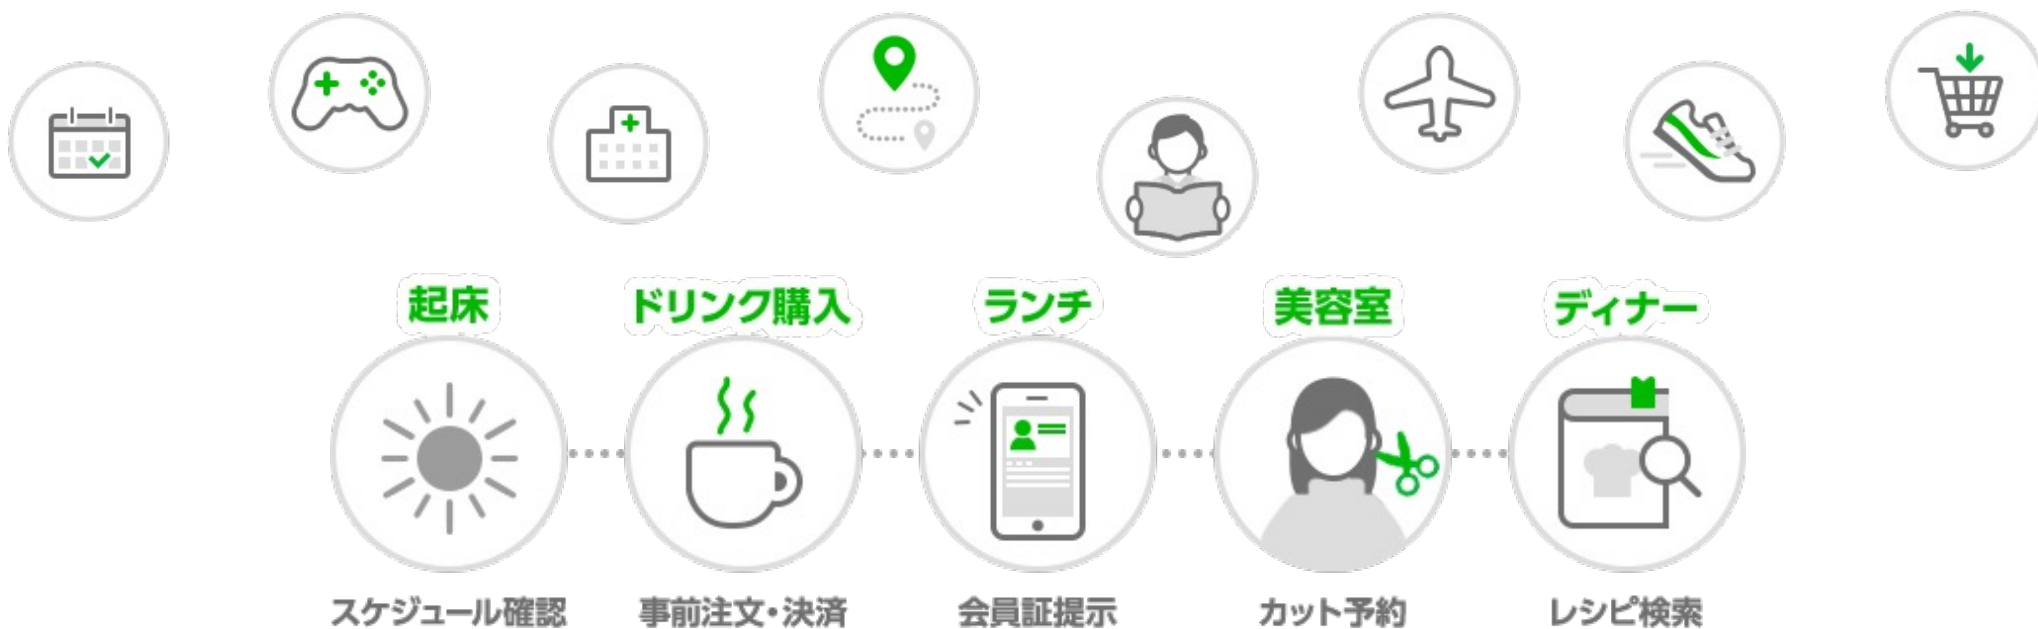 起床
ドリンク購入
ランチ
美容室
ディナー
スケジュール確認
事前注文・決済
会員証提示
カット予約
レシピ検索